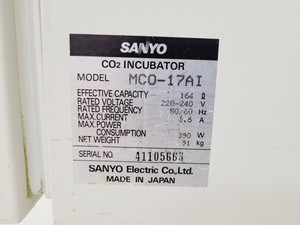 SANYO
CO2 INCUBATOR
MODEL MCO-17AI
EFFECTIVE CAPACITY 164 ℓ
RATED VOLTAGE 220-240 V
RATED FREQUENCY 50/60 Hz
MAX.CURRENT 1.6 A
MAX.POWER
CONSUMPTION 390 W
NET WEIGHT 91 kg
SERIAL NO. 41105663
SANYO Electric Co.,Ltd.
MADE IN JAPAN